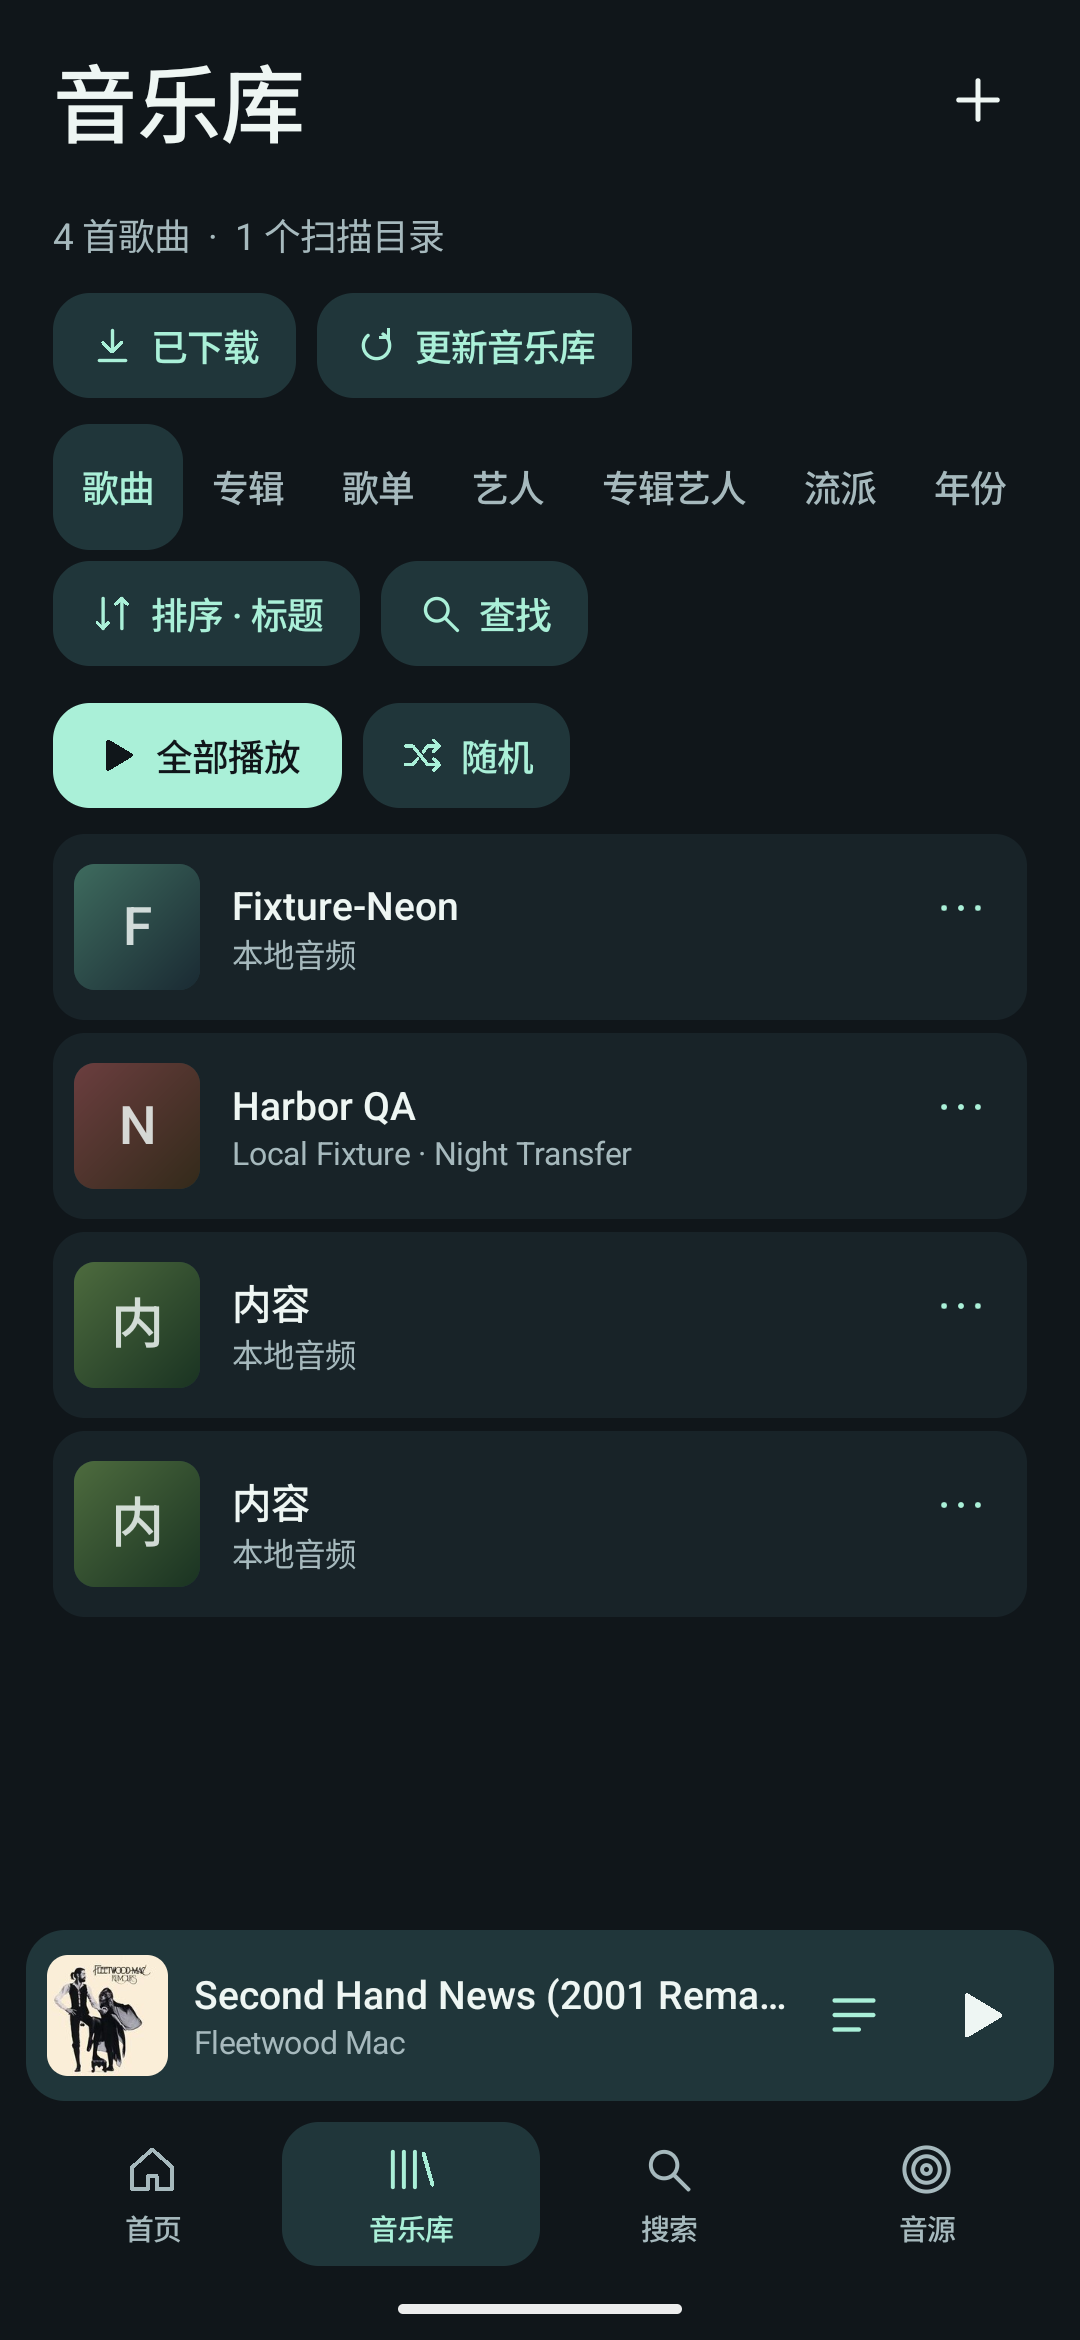 音乐库
4 首歌曲 · 1 个扫描目录
已下载 更新音乐库
歌曲 专辑 歌单 艺人 专辑艺人 流派 年份
排序 · 标题 查找
全部播放 随机
F
Fixture-Neon
本地音频
N
Harbor QA
Local Fixture · Night Transfer
内
内容
本地音频
内
内容
本地音频
FLEETWOOD MAC
RUMOURS
Second Hand News (2001 Rema...
Fleetwood Mac
首页 音乐库 搜索 音源